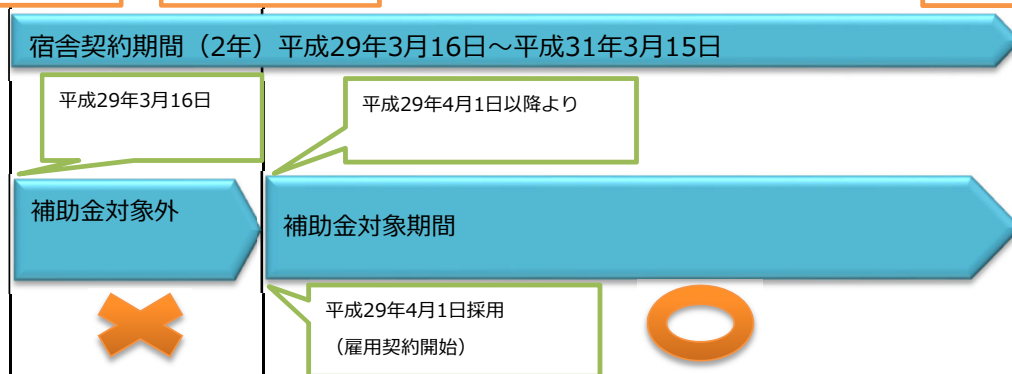 宿舎契約期間（2年）平成29年3月16日～平成31年3月15日
平成29年3月16日
平成29年4月1日以降より
補助金対象外
補助金対象期間
平成29年4月1日採用
（雇用契約開始）